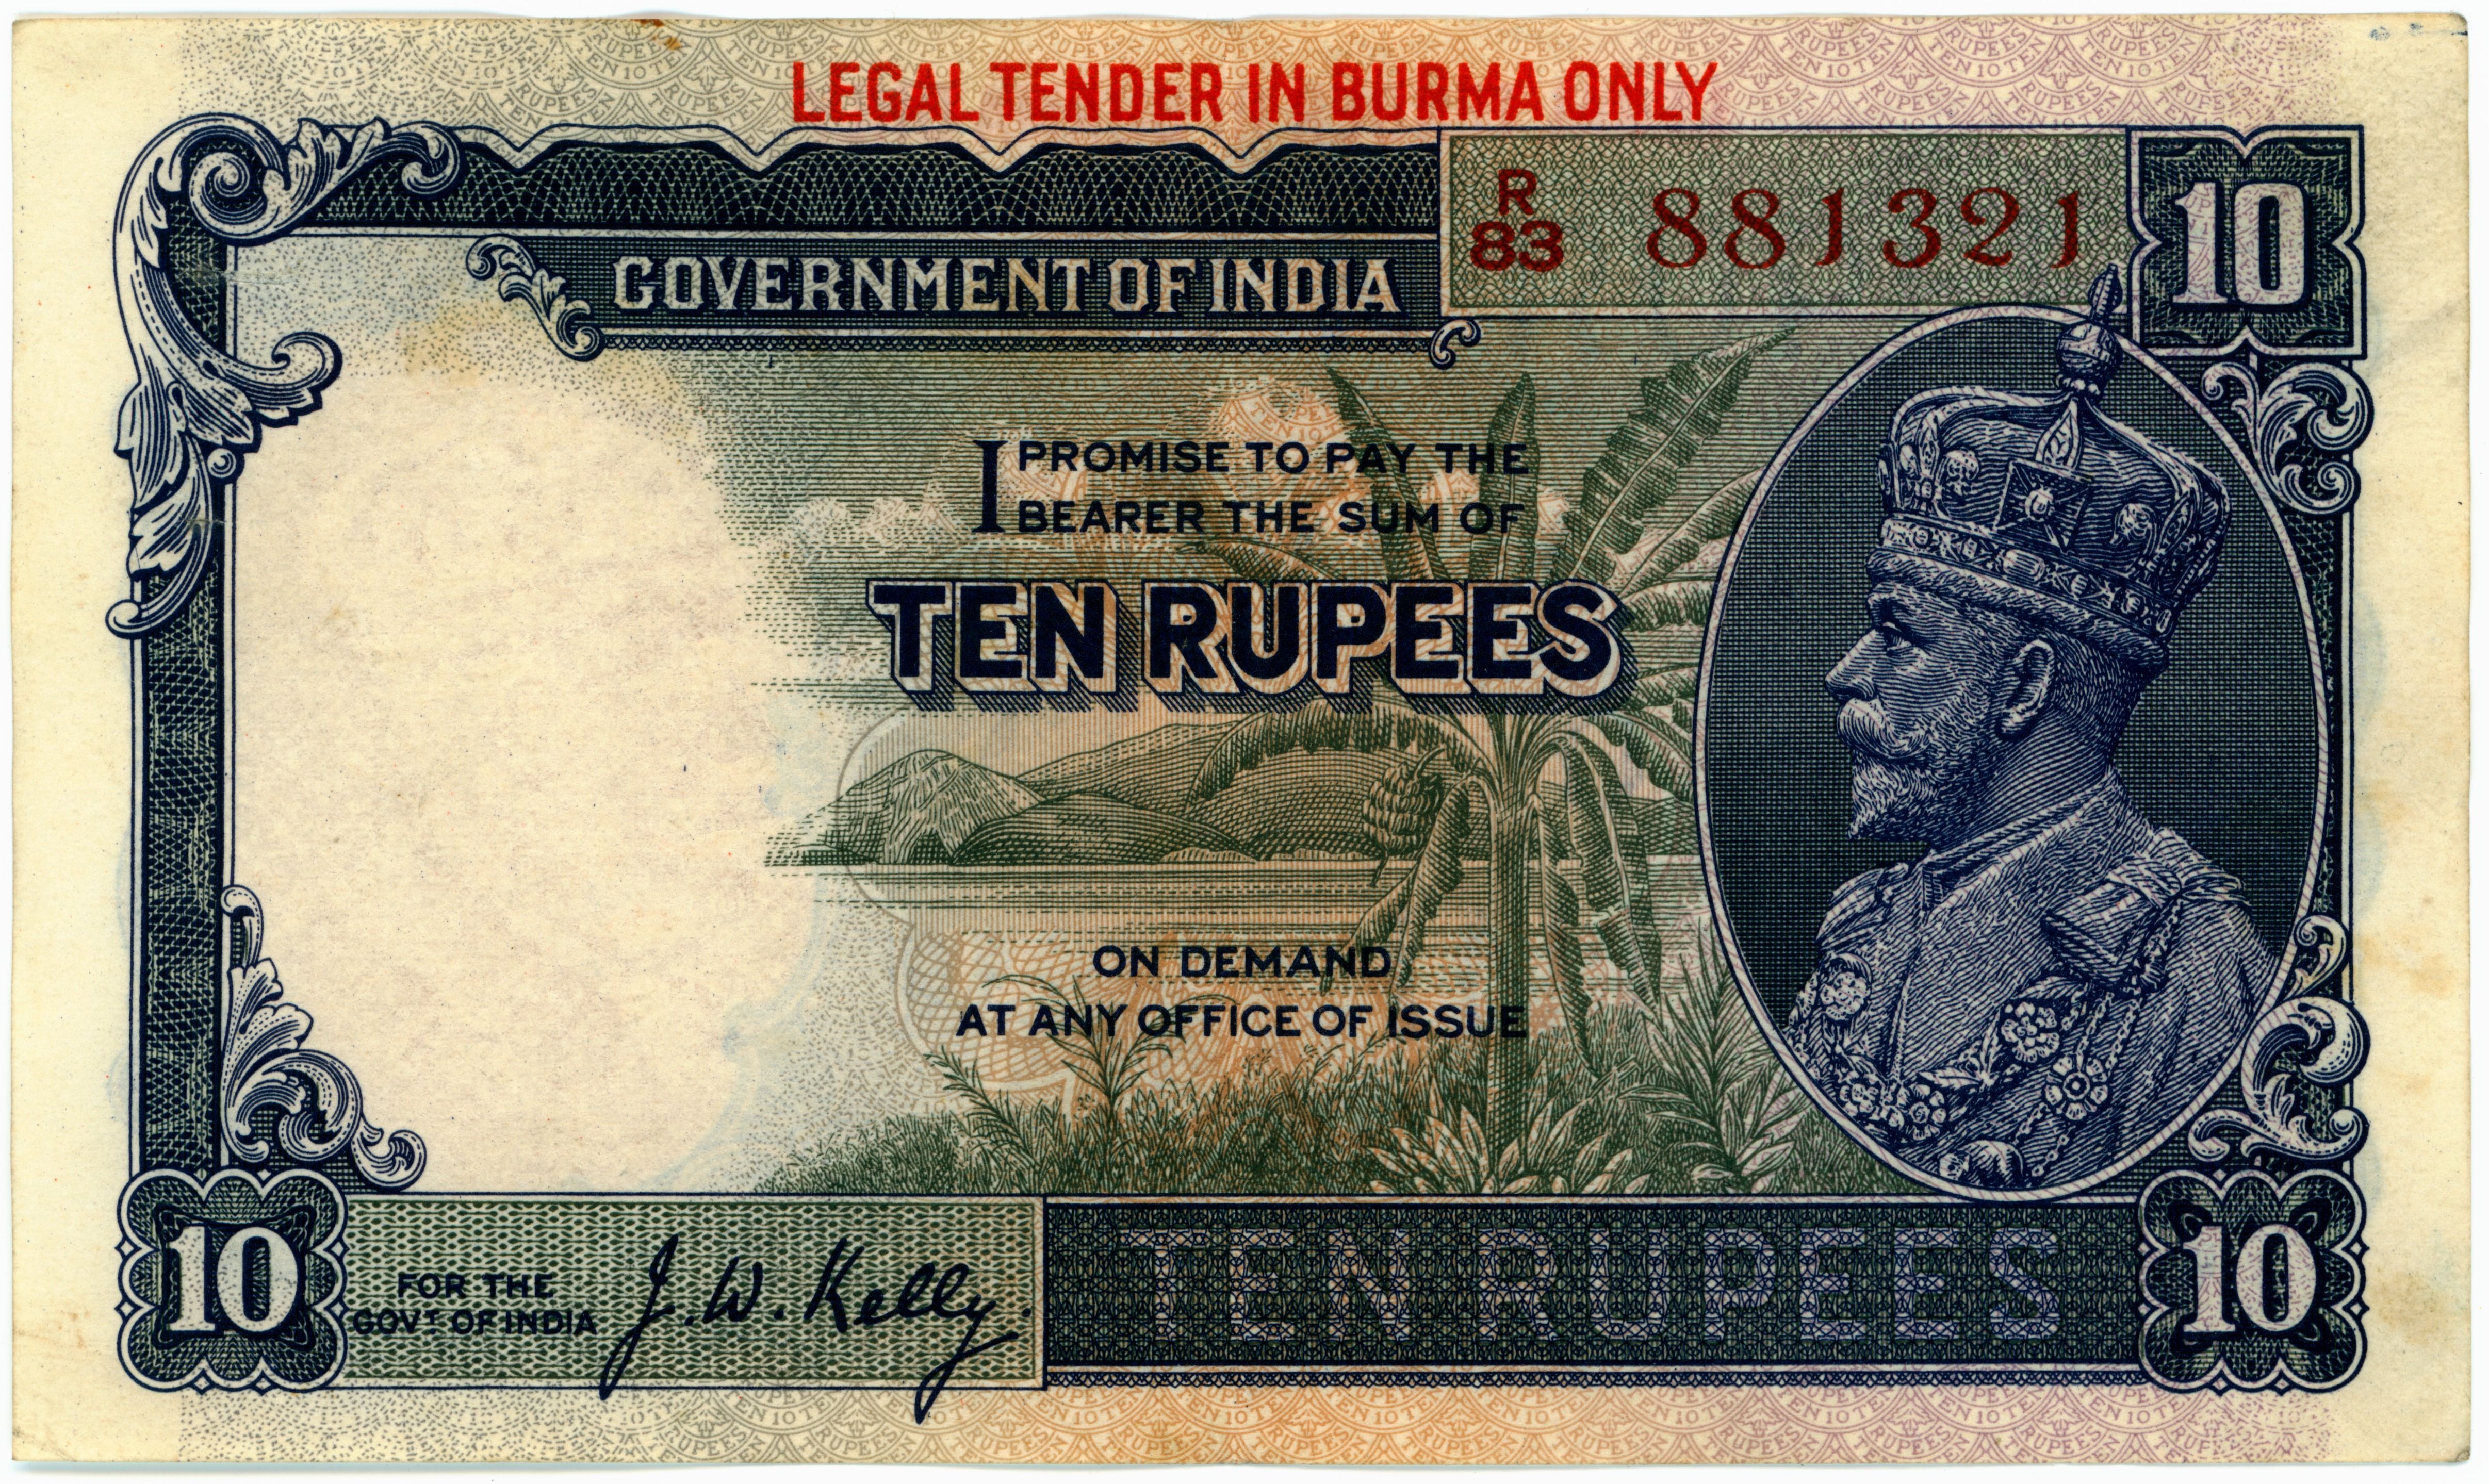 LEGAL TENDER IN BURMA ONLY
R
83 881321
10
GOVERNMENT OF INDIA
I PROMISE TO PAY THE
BEARER THE SUM OF
TEN RUPEES
ON DEMAND
AT ANY OFFICE OF ISSUE
10
FOR THE
GOVT OF INDIA
J. W. Kelly.
TEN RUPEES
10